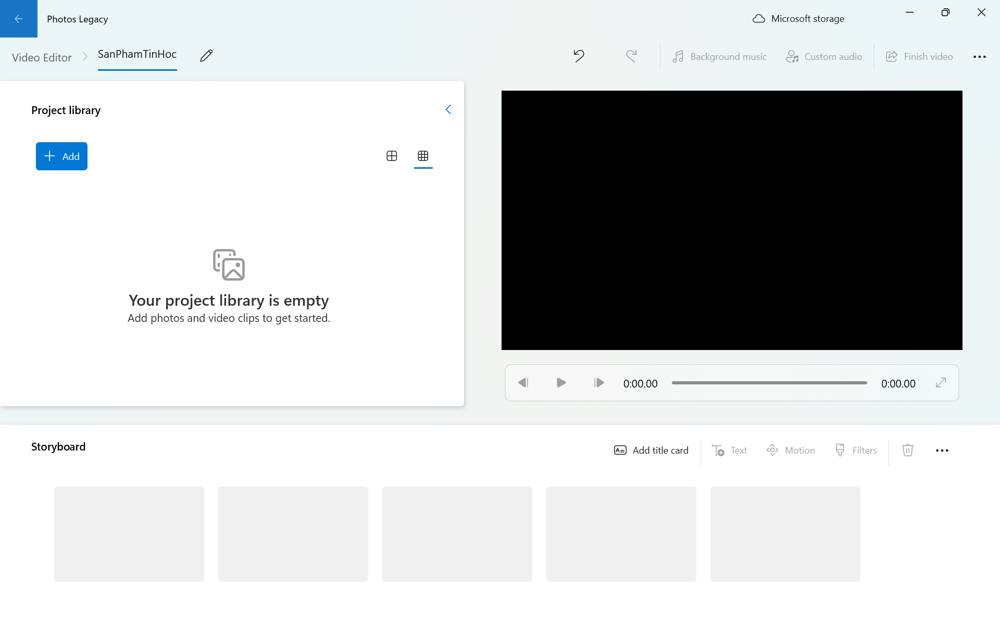 Photos Legacy
Microsoft storage
Video Editor
SanPhamTinHoc
Background music
Custom audio
Finish video
Project library
Add
Your project library is empty
Add photos and video clips to get started.
0:00.00
0:00.00
Storyboard
Add title card
Text
Motion
Filters